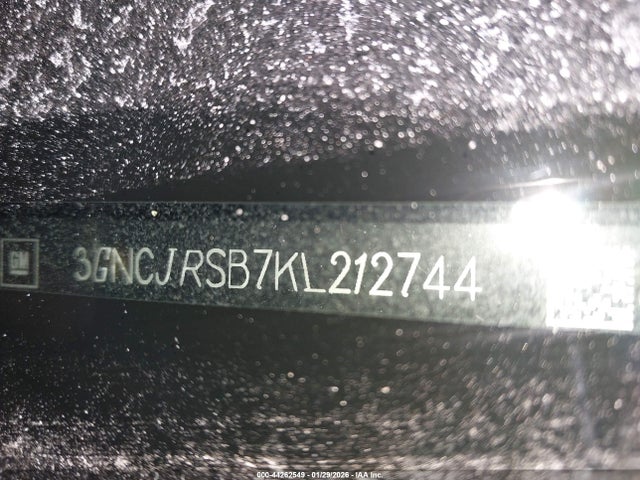 GM
3GNCJRSB7KL212744
000-44262549 - 01/29/2026 - IAA Inc.